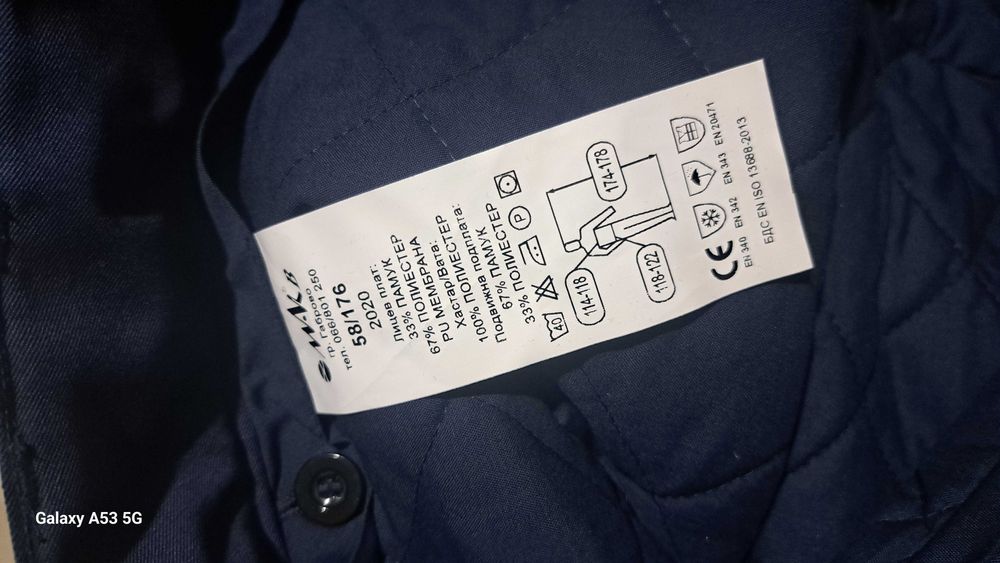 гр. Габрово
тел. 066/801 250
58/176
2020
Лицев плат:
33% ПАМУК
67% ПОЛИЕСТЕР
PU МЕМБРАНА
Хастар/Вата:
100% ПОЛИЕСТЕР
Подвижна подплата:
67% ПАМУК
33% ПОЛИЕСТЕР
40
P
174-178
114-118
118-122
CE
EN 340 EN 342 EN 343 EN 20471
БДС EN ISO 13688-2013
Galaxy A53 5G